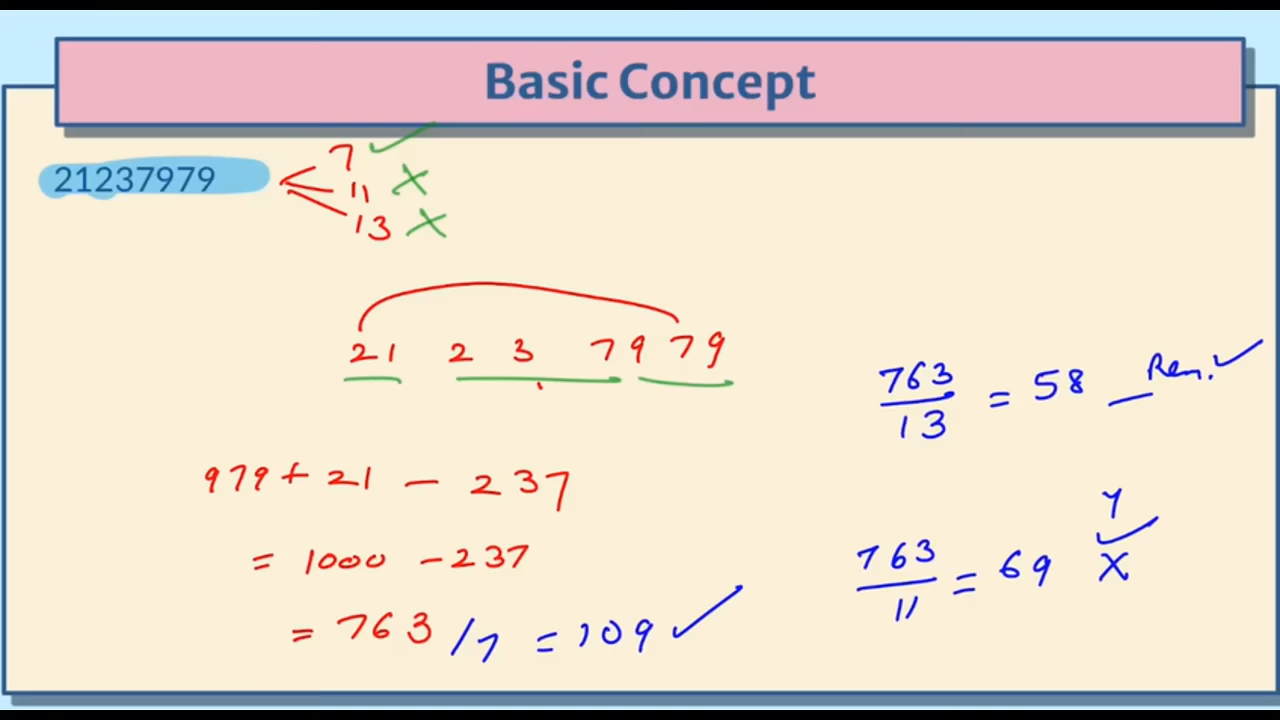 Basic Concept
21237979
7
11
13
21 2 3 7 9 7 9
979 + 21 - 237
= 1000 - 237
= 763 / 7 = 109
763
13
= 58
Rem.
763
11
= 69
4
X